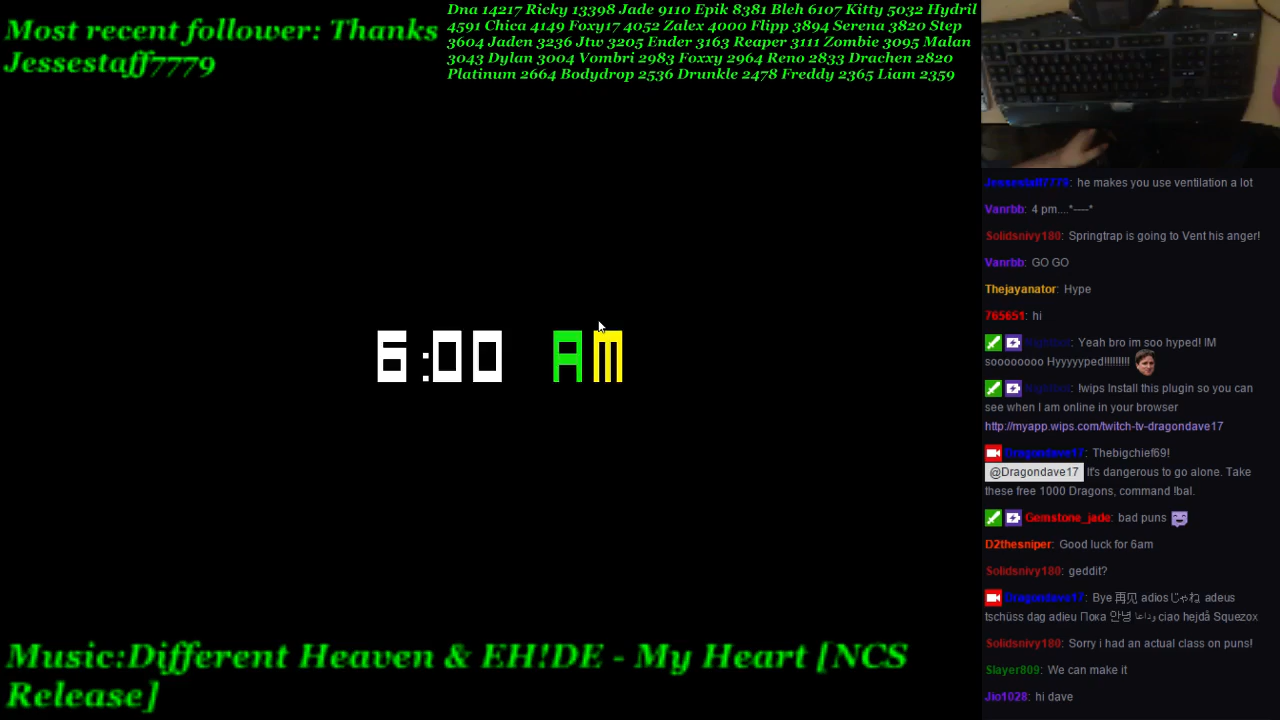 Most recent follower: Thanks
Jessestaff7779
Dna 14217 Ricky 13398 Jade 9110 Epik 8381 Bleh 6107 Kitty 5032 Hydril
4591 Chica 4149 Foxy17 4052 Zalex 4000 Flipp 3894 Serena 3820 Step
3604 Jaden 3236 Jtw 3205 Ender 3163 Reaper 3111 Zombie 3095 Malan
3043 Dylan 3004 Vombri 2983 Foxxy 2964 Reno 2833 Drachen 2820
Platinum 2664 Bodydrop 2536 Drunkle 2478 Freddy 2365 Liam 2359
6:00 AM
Music:Different Heaven & EH!DE - My Heart [NCS
Release]
Jessestaff7779: he makes you use ventilation a lot
Vanrbb: 4 pm....*----*
Solidsnivy180: Springtrap is going to Vent his anger!
Vanrbb: GO GO
Thejayanator: Hype
765651: hi
Nightbot: Yeah bro im soo hyped! IM
soooooooo Hyyyyyped!!!!!!!!!
Nightbot: !wips Install this plugin so you can
see when I am online in your browser
http://myapp.wips.com/twitch-tv-dragondave17
Dragondave17: Thebigchief69!
@Dragondave17 It's dangerous to go alone. Take
these free 1000 Dragons, command !bal.
Gemstone_jade: bad puns
D2thesniper: Good luck for 6am
Solidsnivy180: geddit?
Dragondave17: Bye 再见 adios じゃね adeus
tschüss dag adieu Пока 안녕 وداعا ciao hejdå Squezox
Solidsnivy180: Sorry i had an actual class on puns!
Slayer809: We can make it
Jio1028: hi dave